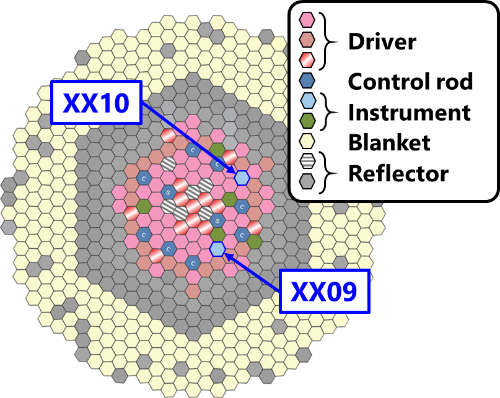 XX10
Driver
Control rod
Instrument
Blanket
Reflector
c
c
c
s
c
c
s
c
c
c
c
XX09